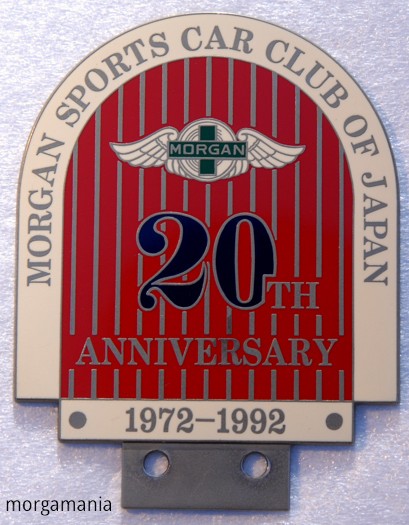 MORGAN SPORTS CAR CLUB OF JAPAN
MORGAN
20TH
ANNIVERSARY
1972-1992
morgamania